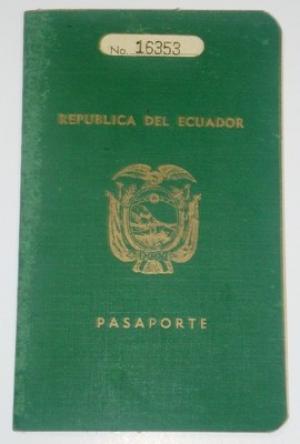 No. 16353
REPUBLICA DEL ECUADOR
PASAPORTE